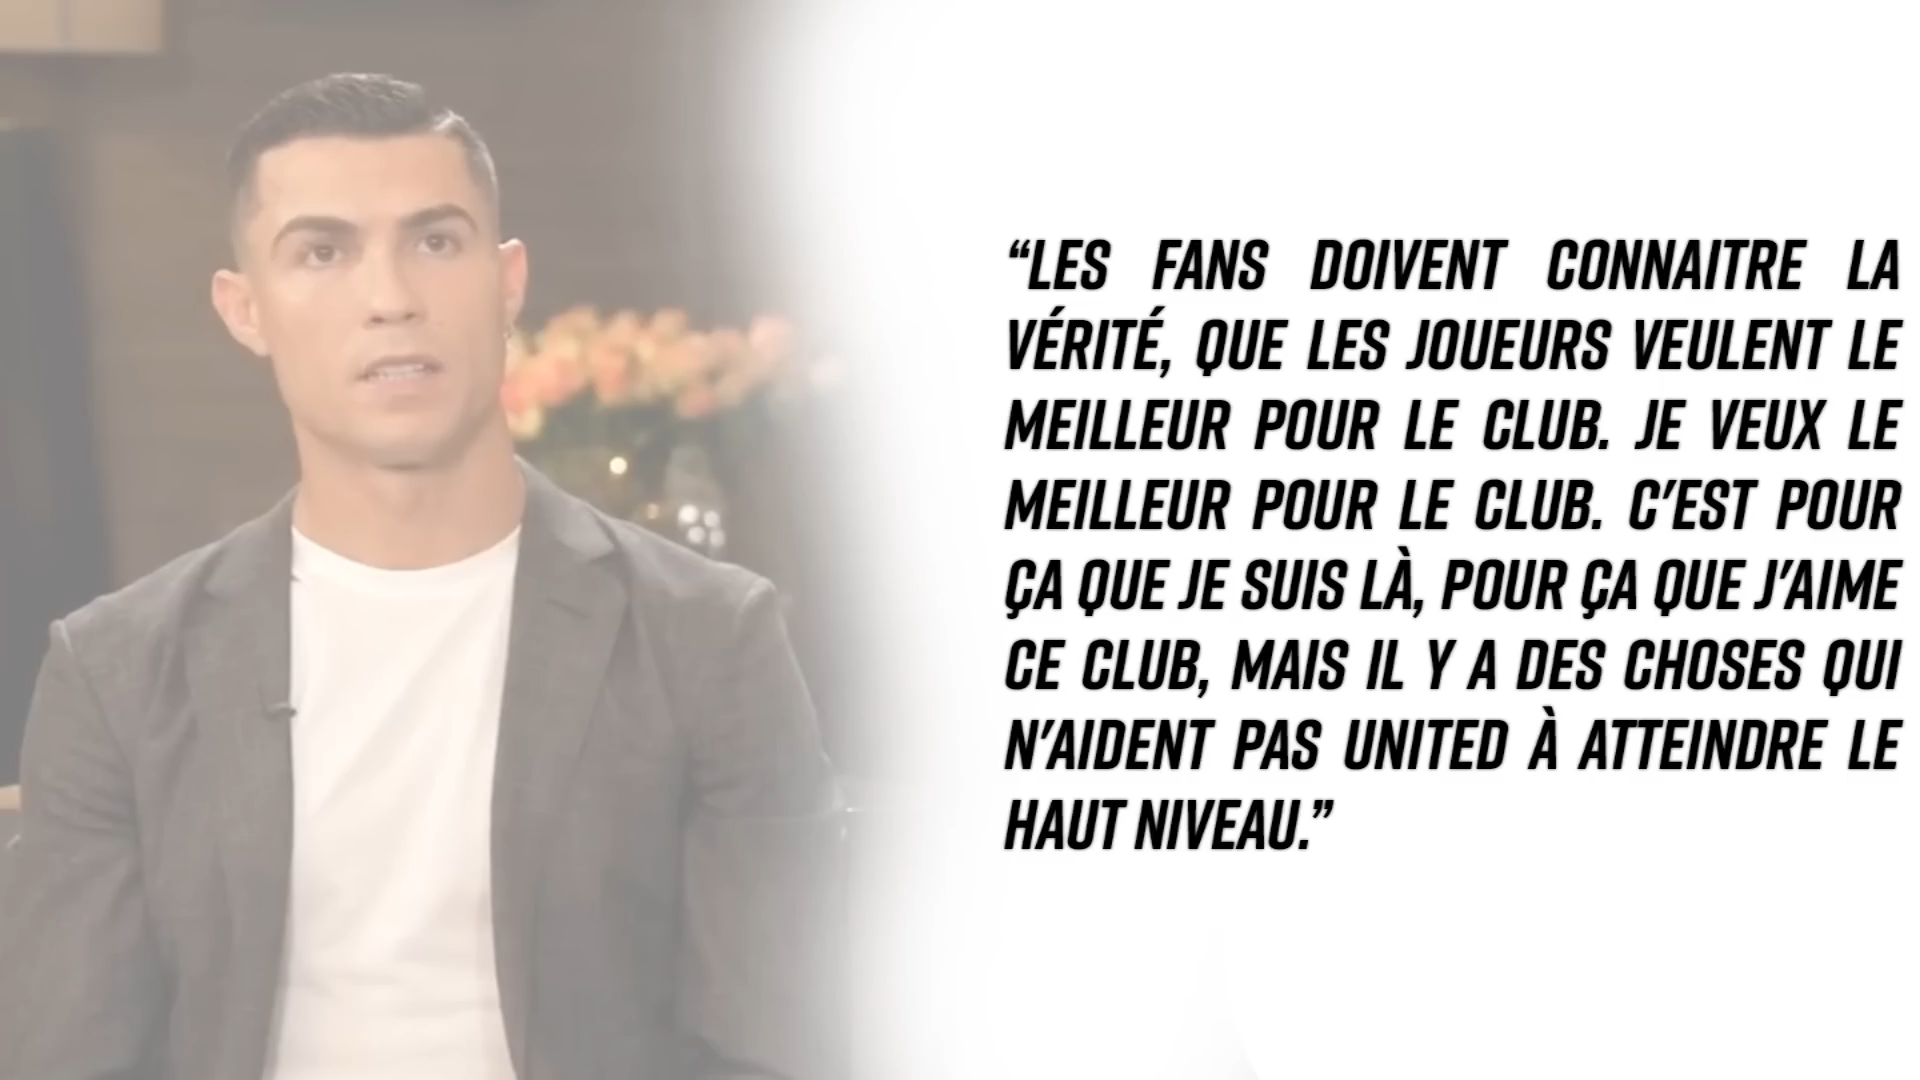 “LES FANS DOIVENT CONNAITRE LA
VÉRITÉ, QUE LES JOUEURS VEULENT LE
MEILLEUR POUR LE CLUB. JE VEUX LE
MEILLEUR POUR LE CLUB. C'EST POUR
ÇA QUE JE SUIS LÀ, POUR ÇA QUE J'AIME
CE CLUB, MAIS IL Y A DES CHOSES QUI
N'AIDENT PAS UNITED À ATTEINDRE LE
HAUT NIVEAU.”